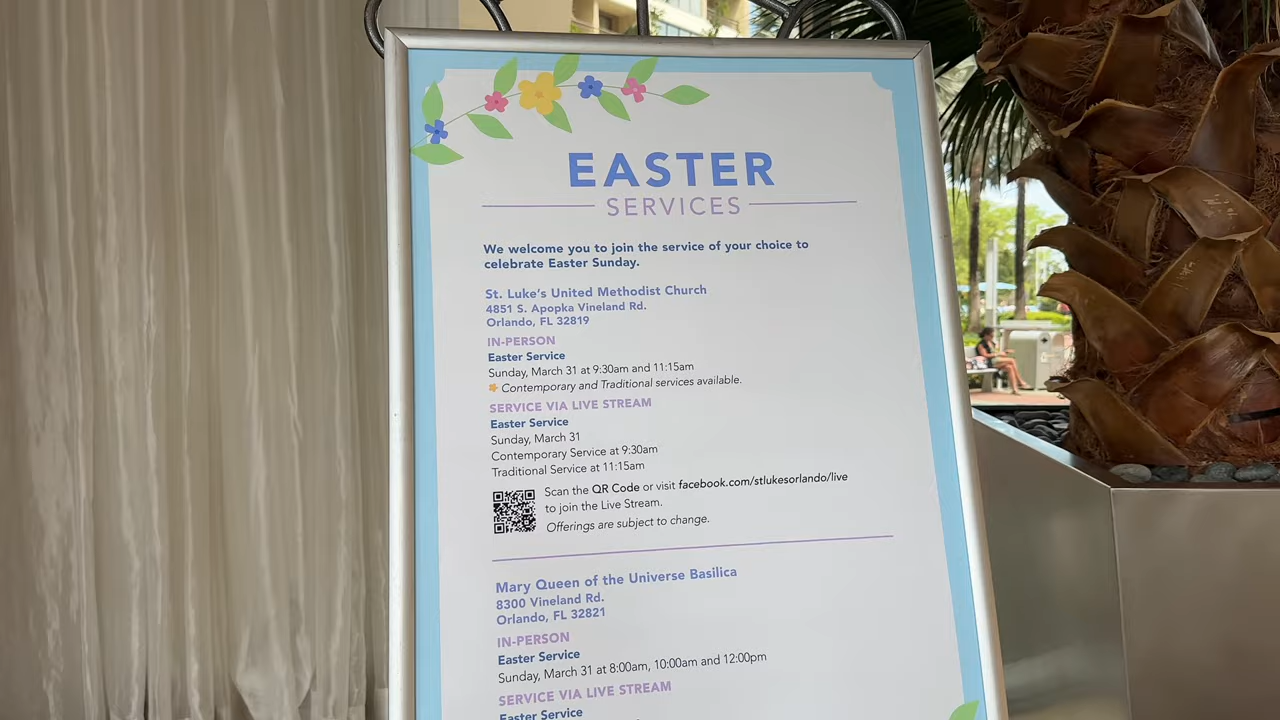 EASTER
SERVICES
We welcome you to join the service of your choice to
celebrate Easter Sunday.
St. Luke's United Methodist Church
4851 S. Apopka Vineland Rd.
Orlando, FL 32819
IN-PERSON
Easter Service
Sunday, March 31 at 9:30am and 11:15am
Contemporary and Traditional services available.
SERVICE VIA LIVE STREAM
Easter Service
Sunday, March 31
Contemporary Service at 9:30am
Traditional Service at 11:15am
Scan the QR Code or visit facebook.com/stlukesorlando/live
to join the Live Stream.
Offerings are subject to change.
Mary Queen of the Universe Basilica
8300 Vineland Rd.
Orlando, FL 32821
IN-PERSON
Easter Service
Sunday, March 31 at 8:00am, 10:00am and 12:00pm
SERVICE VIA LIVE STREAM
Easter Service